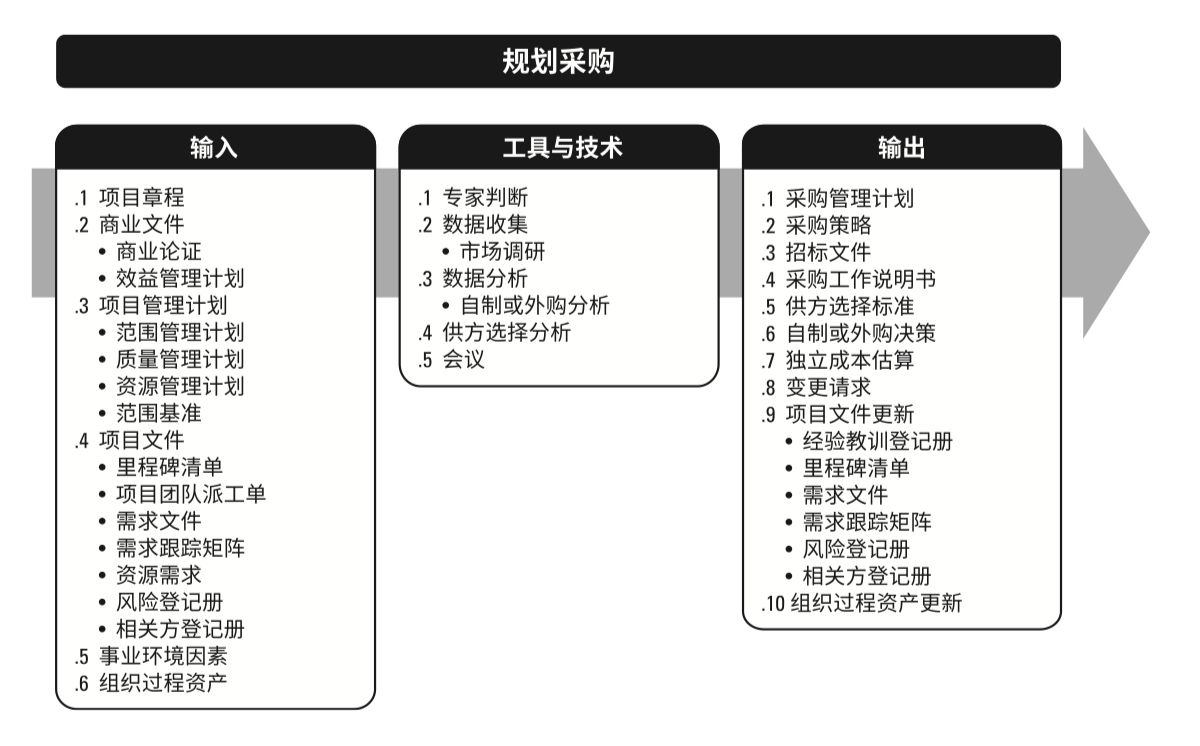 规划采购
输入
.1 项目章程
.2 商业文件
• 商业论证
• 效益管理计划
.3 项目管理计划
• 范围管理计划
• 质量管理计划
• 资源管理计划
• 范围基准
.4 项目文件
• 里程碑清单
• 项目团队派工单
• 需求文件
• 需求跟踪矩阵
• 资源需求
• 风险登记册
• 相关方登记册
.5 事业环境因素
.6 组织过程资产
工具与技术
.1 专家判断
.2 数据收集
• 市场调研
.3 数据分析
• 自制或外购分析
.4 供方选择分析
.5 会议
输出
.1 采购管理计划
.2 采购策略
.3 招标文件
.4 采购工作说明书
.5 供方选择标准
.6 自制或外购决策
.7 独立成本估算
.8 变更请求
.9 项目文件更新
• 经验教训登记册
• 里程碑清单
• 需求文件
• 需求跟踪矩阵
• 风险登记册
• 相关方登记册
.10 组织过程资产更新